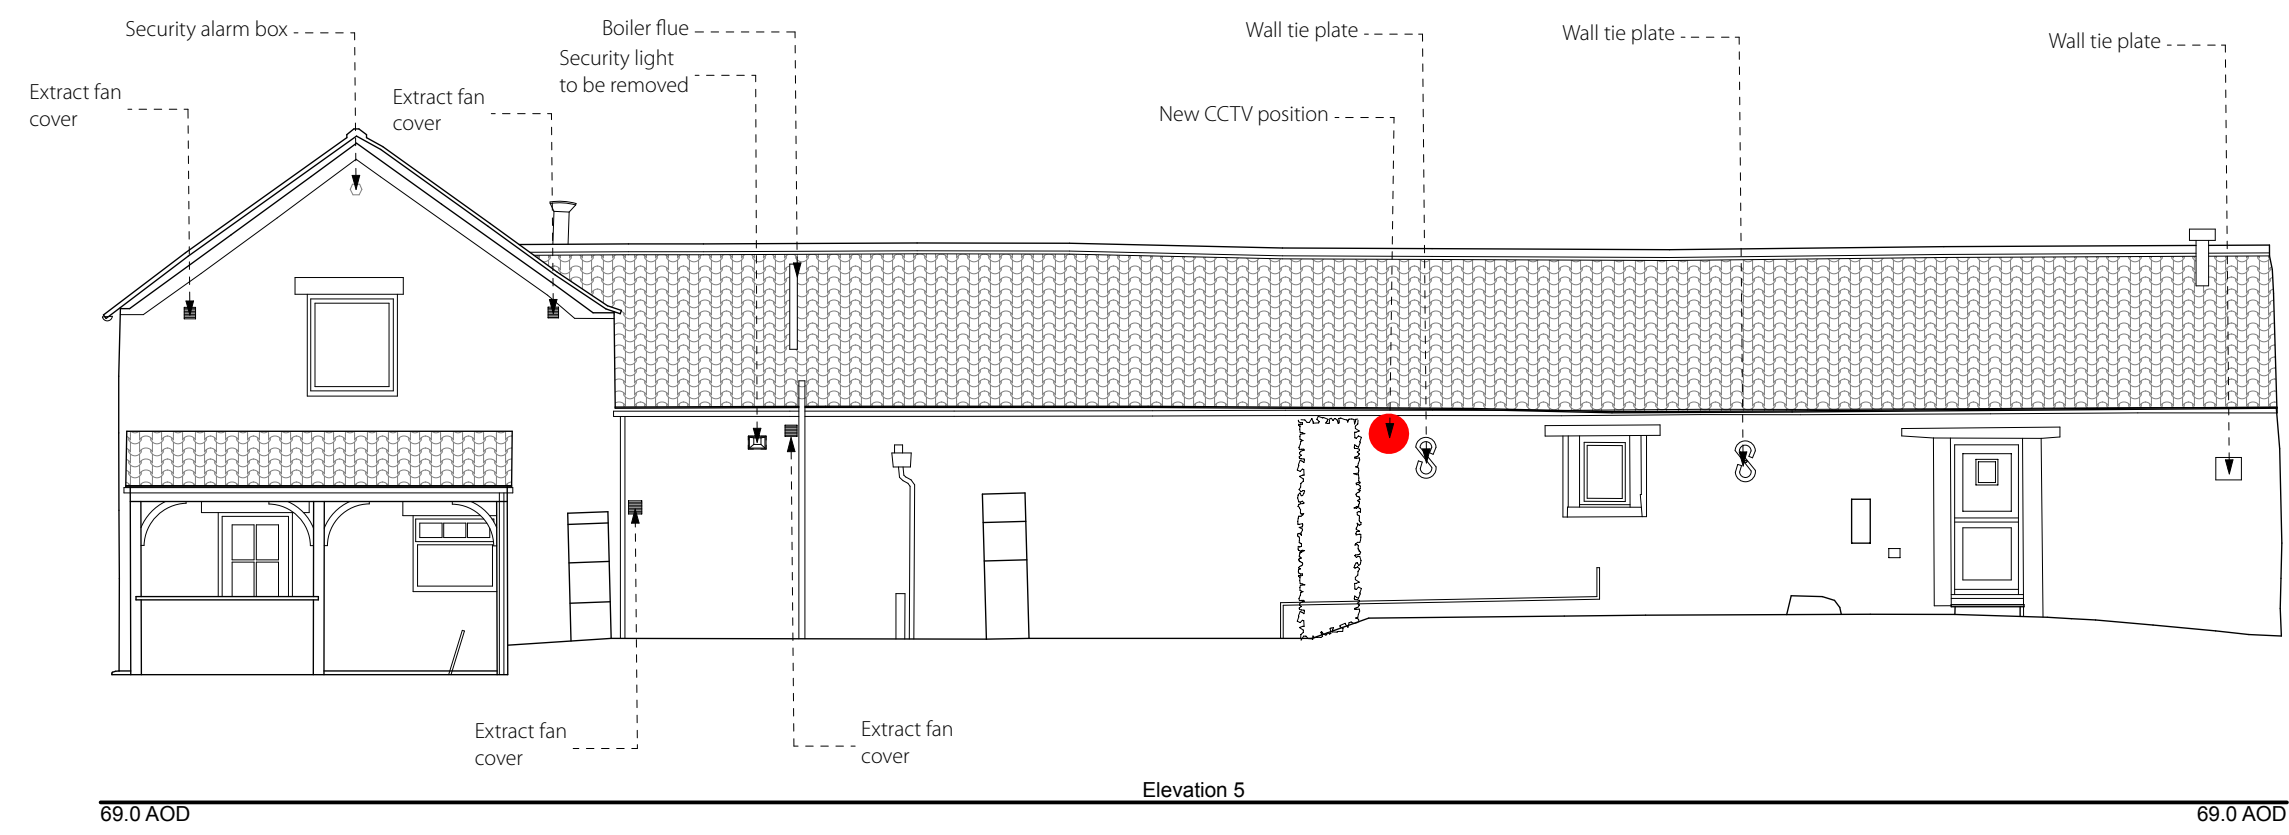 Security alarm box
Boiler flue
Security light
to be removed
Wall tie plate
Wall tie plate
Wall tie plate
Extract fan
cover
Extract fan
cover
New CCTV position
Extract fan
cover
Extract fan
cover
Elevation 5
69.0 AOD
69.0 AOD